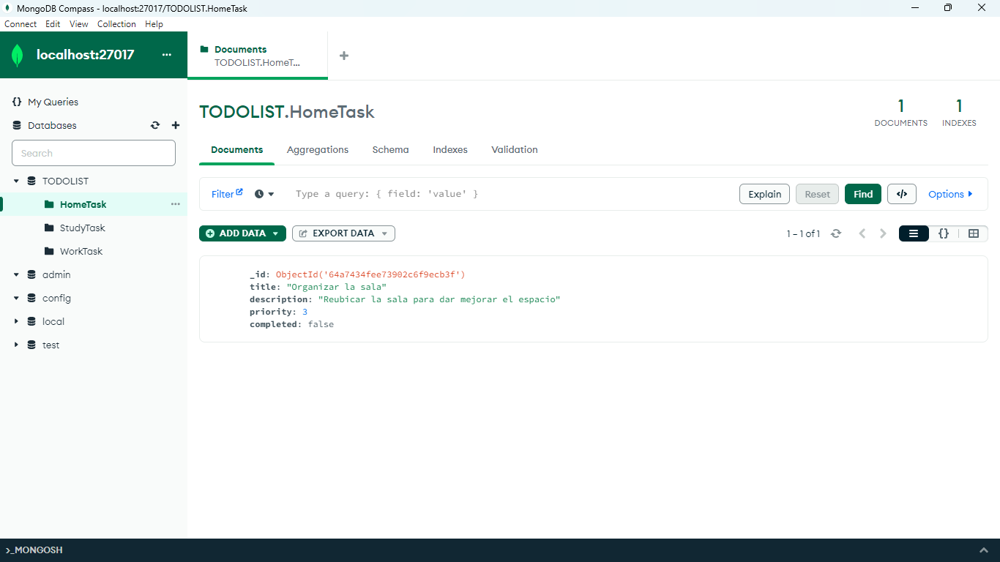 MongoDB Compass - localhost:27017/TODOLIST.HomeTask
Connect Edit View Collection Help
localhost:27017 ...
Documents
TODOLIST.HomeT...
{} My Queries
Databases
Search
TODOLIST
HomeTask ...
StudyTask
WorkTask
admin
config
local
test
TODOLIST.HomeTask
1 DOCUMENTS
1 INDEXES
Documents Aggregations Schema Indexes Validation
Filter Type a query: { field: 'value' } Explain Reset Find </> Options
ADD DATA EXPORT DATA 1 – 1 of 1 {}
_id: ObjectId('64a7434fee73902c6f9ecb3f')
title: "Organizar la sala"
description: "Reubicar la sala para dar mejorar el espacio"
priority: 3
completed: false
>_MONGOSH